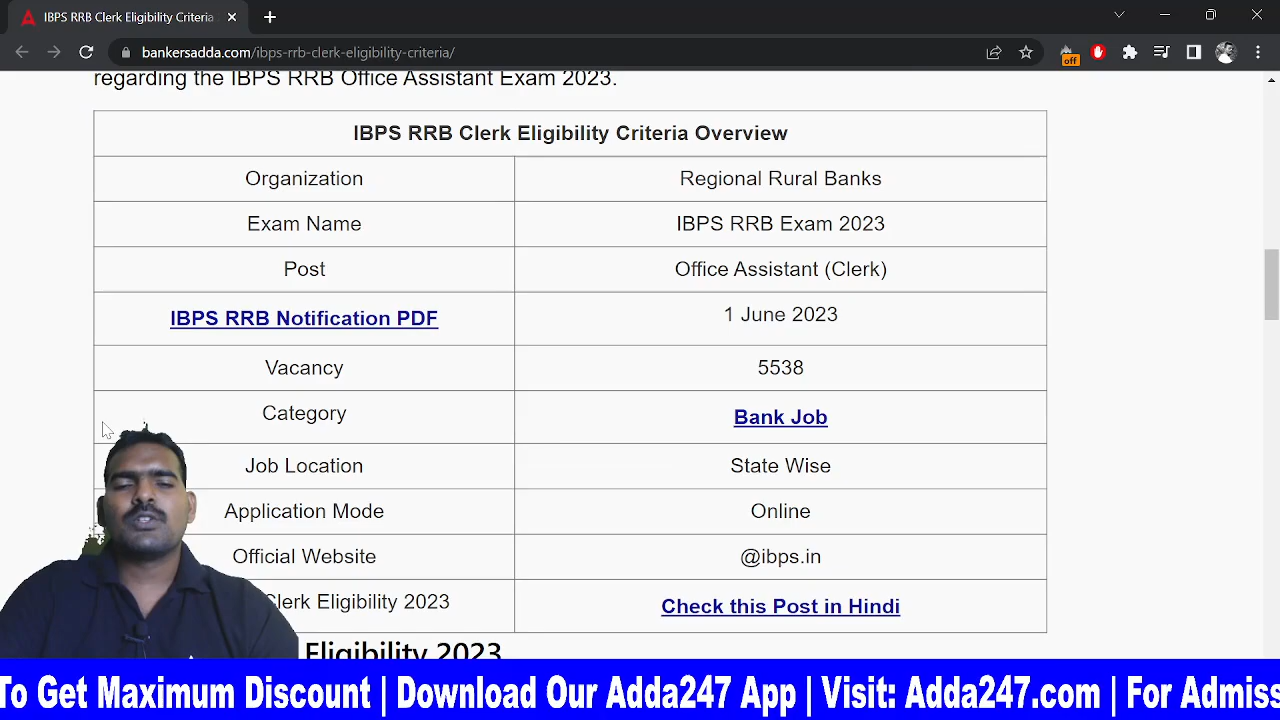 IBPS RRB Clerk Eligibility Criteria
bankersadda.com/ibps-rrb-clerk-eligibility-criteria/
off
regarding the IBPS RRB Office Assistant Exam 2023.
IBPS RRB Clerk Eligibility Criteria Overview
Organization Regional Rural Banks
Exam Name IBPS RRB Exam 2023
Post Office Assistant (Clerk)
IBPS RRB Notification PDF 1 June 2023
Vacancy 5538
Category Bank Job
Job Location State Wise
Application Mode Online
Official Website @ibps.in
Clerk Eligibility 2023 Check this Post in Hindi
Eligibility 2023
To Get Maximum Discount | Download Our Adda247 App | Visit: Adda247.com | For Admiss